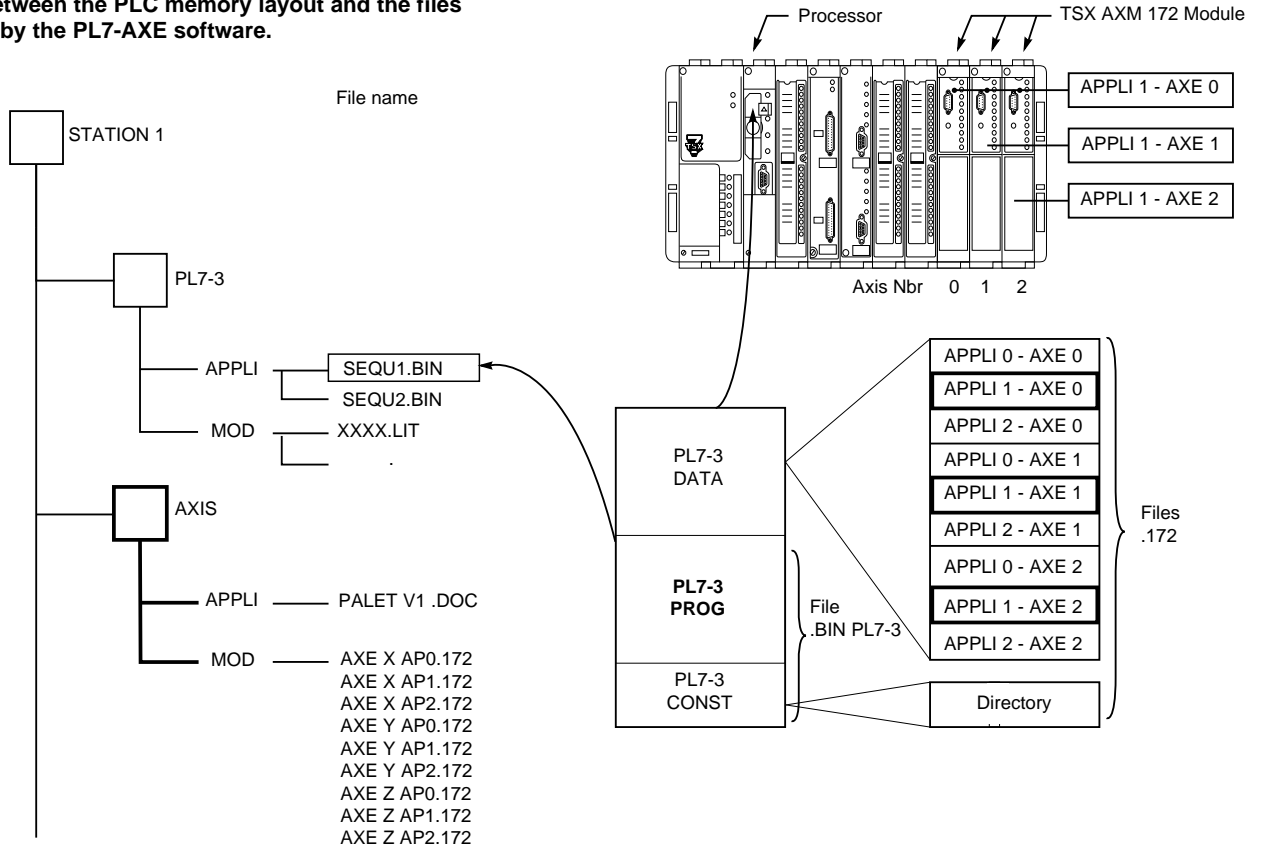 between the PLC memory layout and the files
by the PL7-AXE software.
Processor
TSX AXM 172 Module
File name
STATION 1
APPLI 1 - AXE 0
APPLI 1 - AXE 1
APPLI 1 - AXE 2
Axis Nbr 0 1 2
PL7-3
APPLI
SEQU1.BIN
SEQU2.BIN
MOD
XXXX.LIT
.
AXIS
APPLI
PALET V1 .DOC
MOD
AXE X AP0.172
AXE X AP1.172
AXE X AP2.172
AXE Y AP0.172
AXE Y AP1.172
AXE Y AP2.172
AXE Z AP0.172
AXE Z AP1.172
AXE Z AP2.172
PL7-3
DATA
PL7-3
PROG
PL7-3
CONST
File
.BIN PL7-3
APPLI 0 - AXE 0
APPLI 1 - AXE 0
APPLI 2 - AXE 0
APPLI 0 - AXE 1
APPLI 1 - AXE 1
APPLI 2 - AXE 1
APPLI 0 - AXE 2
APPLI 1 - AXE 2
APPLI 2 - AXE 2
Directory
Files
.172